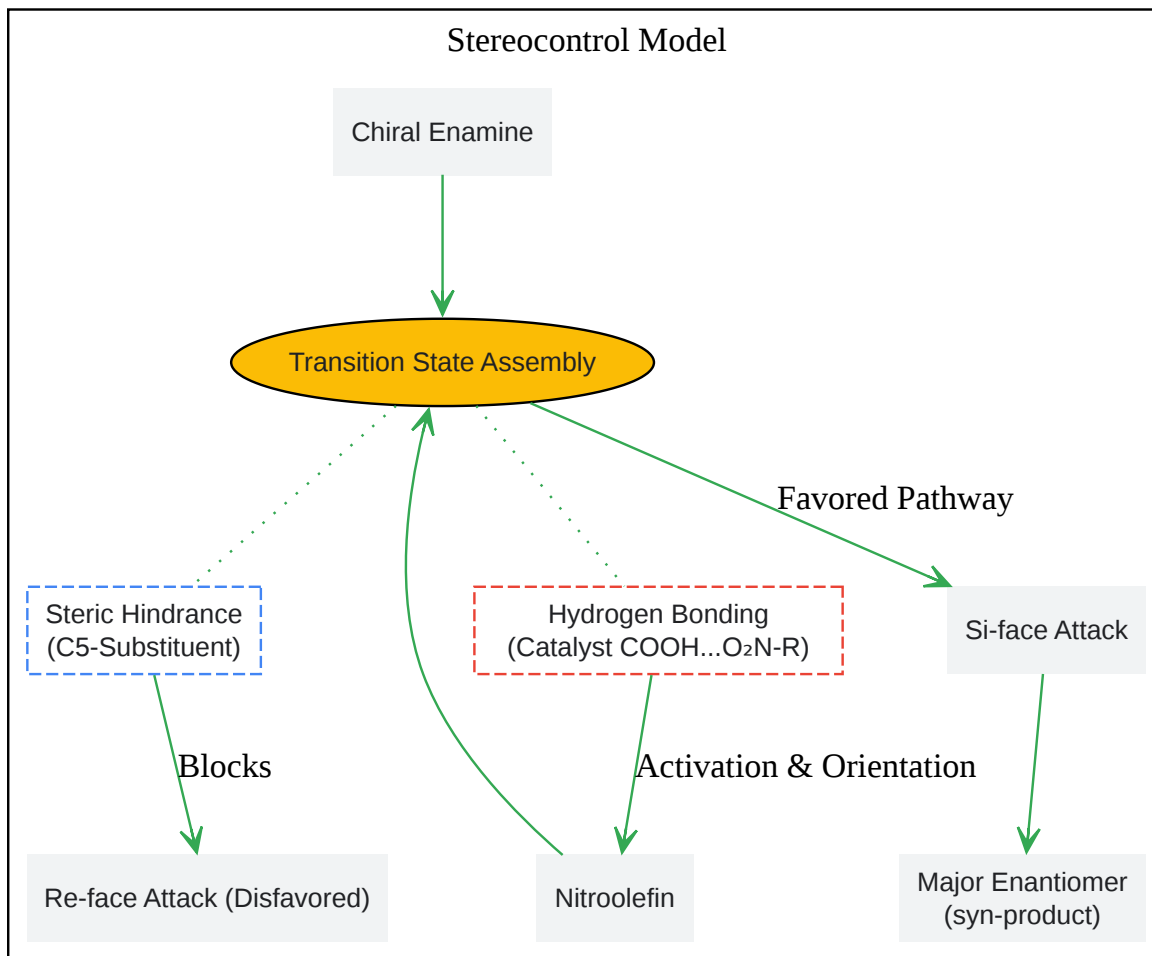 Stereocontrol Model
Chiral Enamine
Transition State Assembly
Favored Pathway
Steric Hindrance
(C5-Substituent)
Hydrogen Bonding
(Catalyst COOH...O₂N-R)
Si-face Attack
Blocks
Activation & Orientation
Re-face Attack (Disfavored)
Nitroolefin
Major Enantiomer
(syn-product)